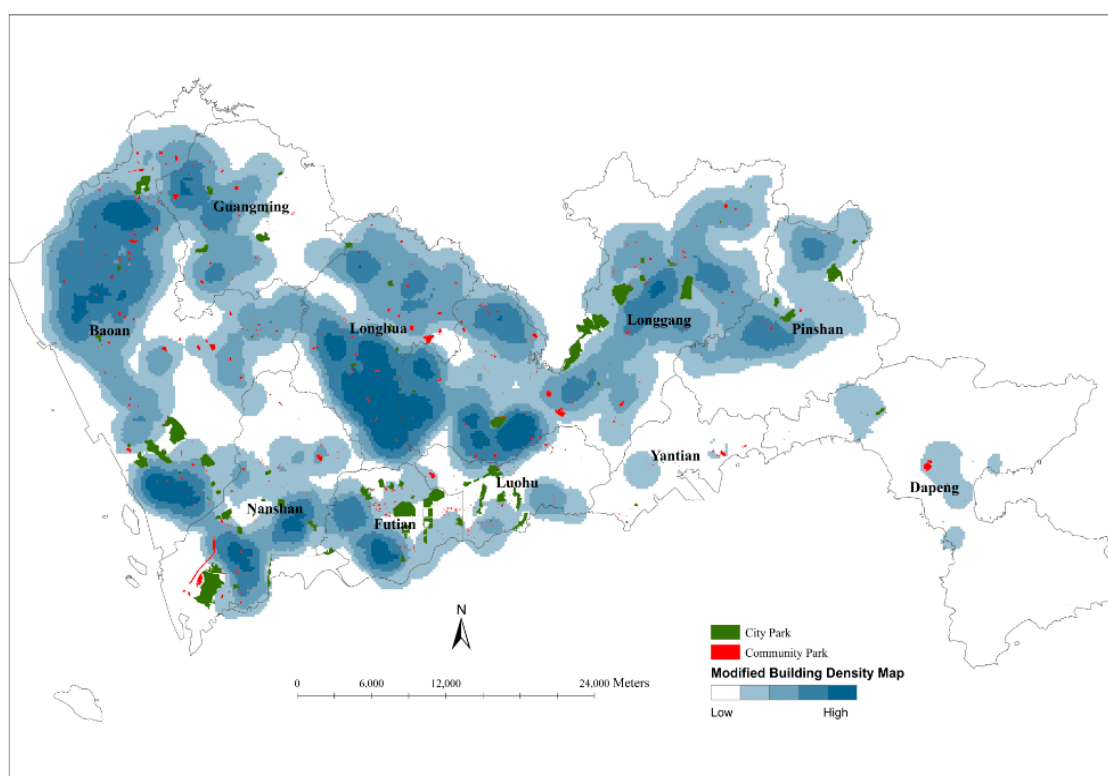 Guangming
Baoan
Longhua
Longgang
Pinshan
Yantian
Dapeng
Luohu
Nanshan
Futian
N
0 6,000 12,000 24,000 Meters
City Park
Community Park
Modified Building Density Map
Low High